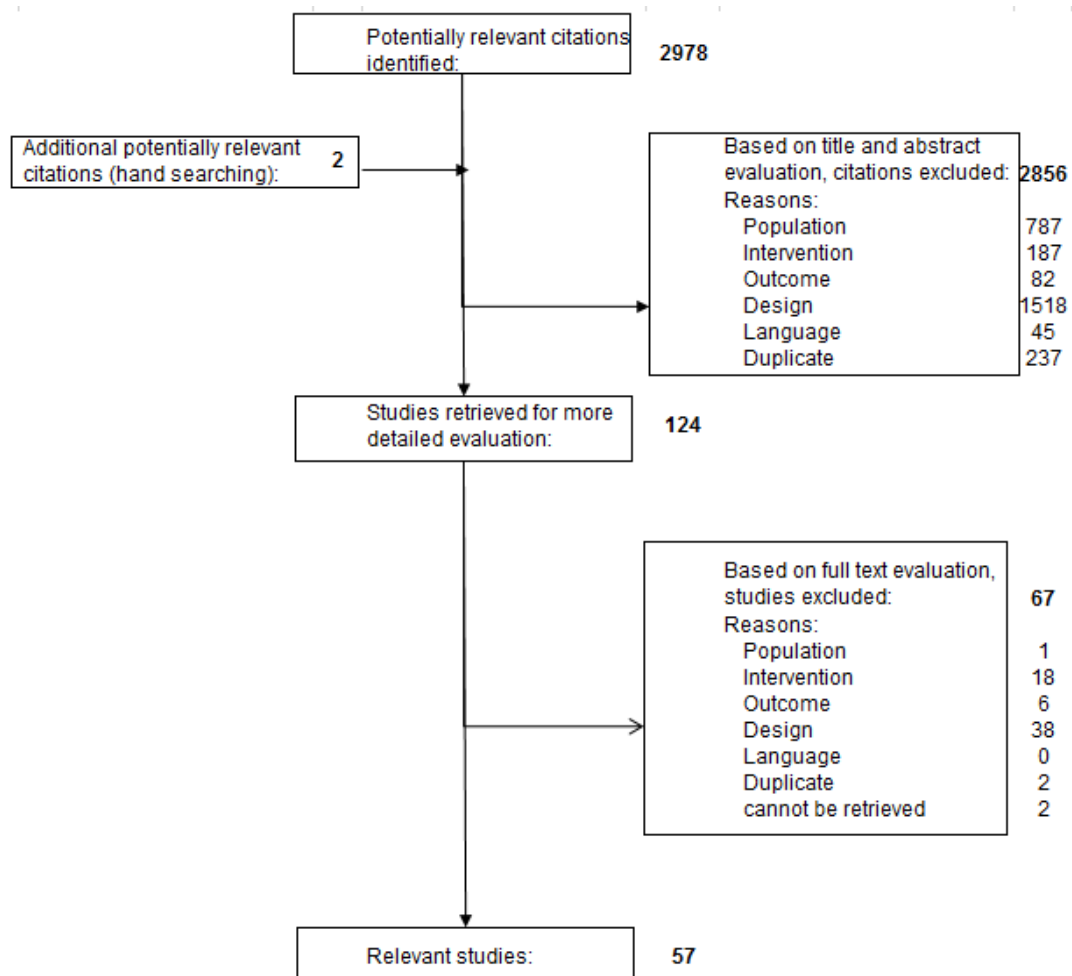 Potentially relevant citations
identified:
2978
Additional potentially relevant
citations (hand searching):
2
Based on title and abstract
evaluation, citations excluded: 2856
Reasons:
Population 787
Intervention 187
Outcome 82
Design 1518
Language 45
Duplicate 237
Studies retrieved for more
detailed evaluation:
124
Based on full text evaluation,
studies excluded: 67
Reasons:
Population 1
Intervention 18
Outcome 6
Design 38
Language 0
Duplicate 2
cannot be retrieved 2
Relevant studies: 57